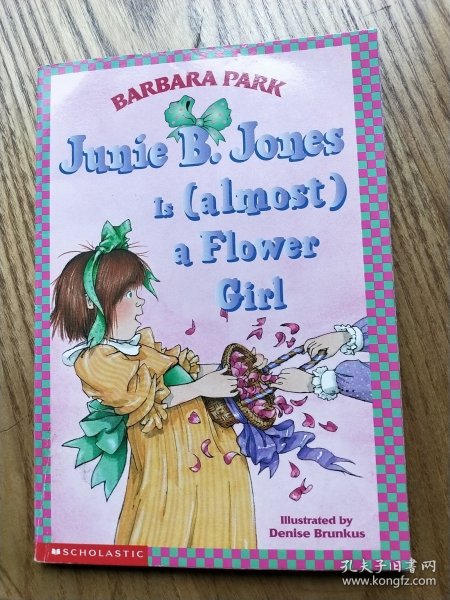 BARBARA PARK
Junie B. Jones
Is (almost)
a Flower
Girl
Illustrated by
Denise Brunkus
SCHOLASTIC
孔夫子旧书网
www.kongfz.com